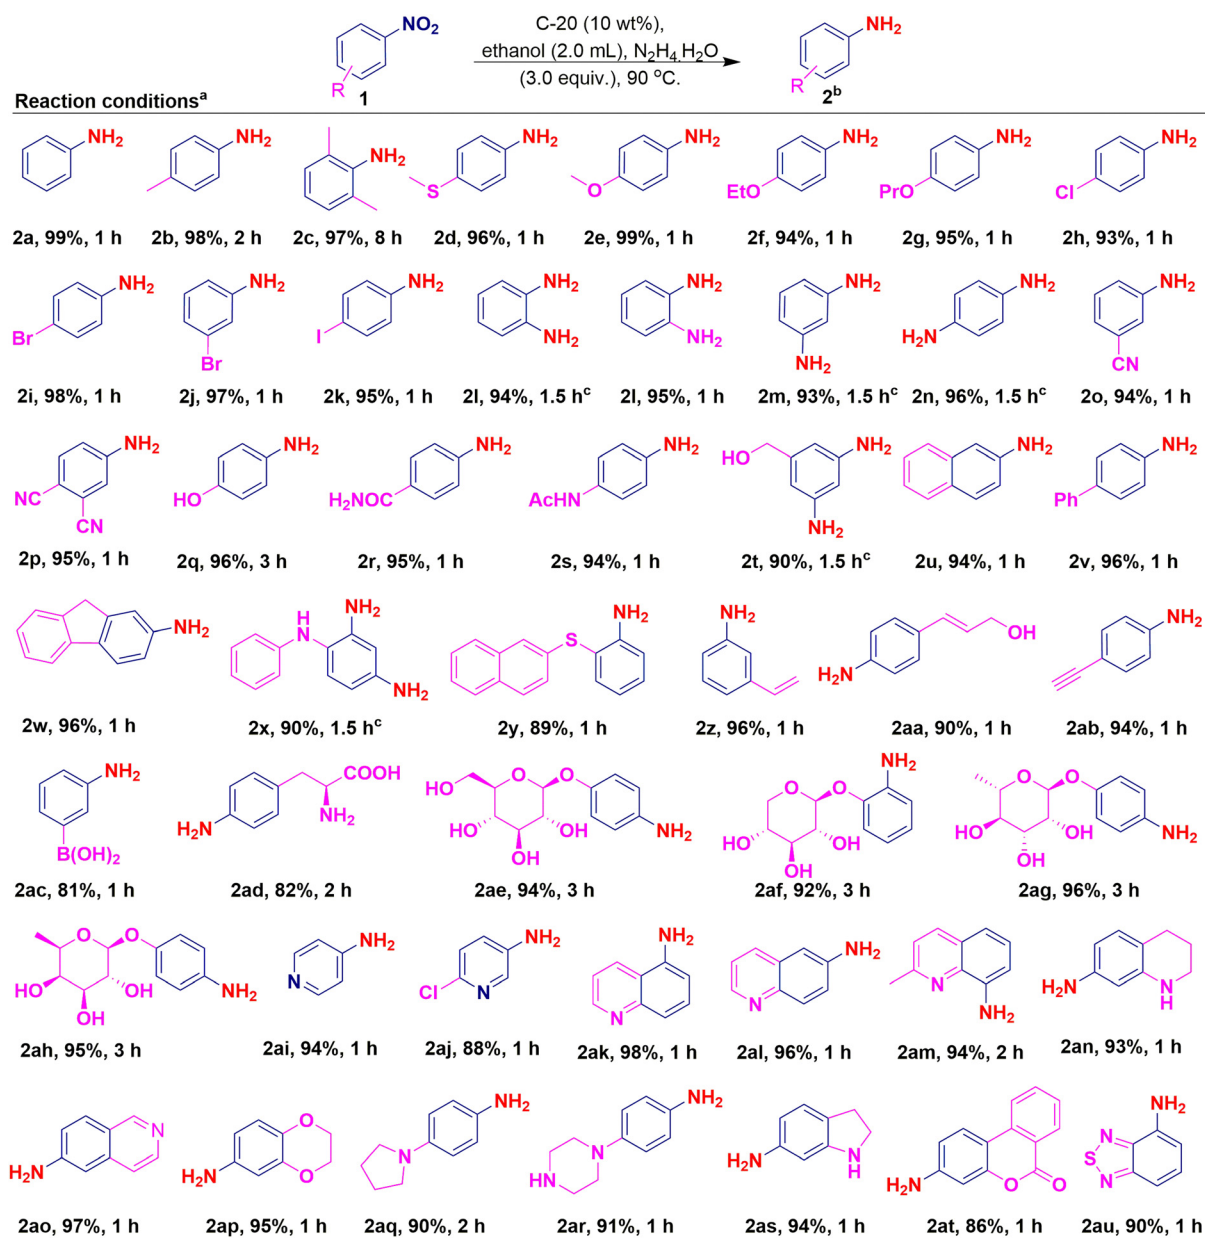 NO2
R
1
C-20 (10 wt%),
ethanol (2.0 mL), N2H4.H2O
(3.0 equiv.), 90 °C.
NH2
R
2b
Reaction conditionsa
NH2 NH2 NH2 S NH2 O NH2 EtO NH2 PrO NH2 Cl NH2
2a, 99%, 1 h 2b, 98%, 2 h 2c, 97%, 8 h 2d, 96%, 1 h 2e, 99%, 1 h 2f, 94%, 1 h 2g, 95%, 1 h 2h, 93%, 1 h
Br NH2 NH2 Br I NH2 NH2 NH2 NH2 NH2 NH2 NH2 H2N NH2 NH2 CN
2i, 98%, 1 h 2j, 97%, 1 h 2k, 95%, 1 h 2l, 94%, 1.5 hc 2l, 95%, 1 h 2m, 93%, 1.5 hc 2n, 96%, 1.5 hc 2o, 94%, 1 h
NH2 NC CN HO NH2 H2NOC NH2 AcHN NH2 HO NH2 NH2 NH2 Ph NH2
2p, 95%, 1 h 2q, 96%, 3 h 2r, 95%, 1 h 2s, 94%, 1 h 2t, 90%, 1.5 hc 2u, 94%, 1 h 2v, 96%, 1 h
NH2 H N NH2 NH2 S NH2 NH2 H2N OH NH2
2w, 96%, 1 h 2x, 90%, 1.5 hc 2y, 89%, 1 h 2z, 96%, 1 h 2aa, 90%, 1 h 2ab, 94%, 1 h
NH2 B(OH)2 H2N COOH NH2 HO O O HO OH OH NH2 O O NH2 HO OH OH O O HO OH OH NH2
2ac, 81%, 1 h 2ad, 82%, 2 h 2ae, 94%, 3 h 2af, 92%, 3 h 2ag, 96%, 3 h
O O HO OH OH NH2 N NH2 Cl N NH2 NH2 N N NH2 N NH2 H2N N H
2ah, 95%, 3 h 2ai, 94%, 1 h 2aj, 88%, 1 h 2ak, 98%, 1 h 2al, 96%, 1 h 2am, 94%, 2 h 2an, 93%, 1 h
H2N N H2N O O N NH2 HN N NH2 H2N N H H2N O O NH2 N S N
2ao, 97%, 1 h 2ap, 95%, 1 h 2aq, 90%, 2 h 2ar, 91%, 1 h 2as, 94%, 1 h 2at, 86%, 1 h 2au, 90%, 1 h